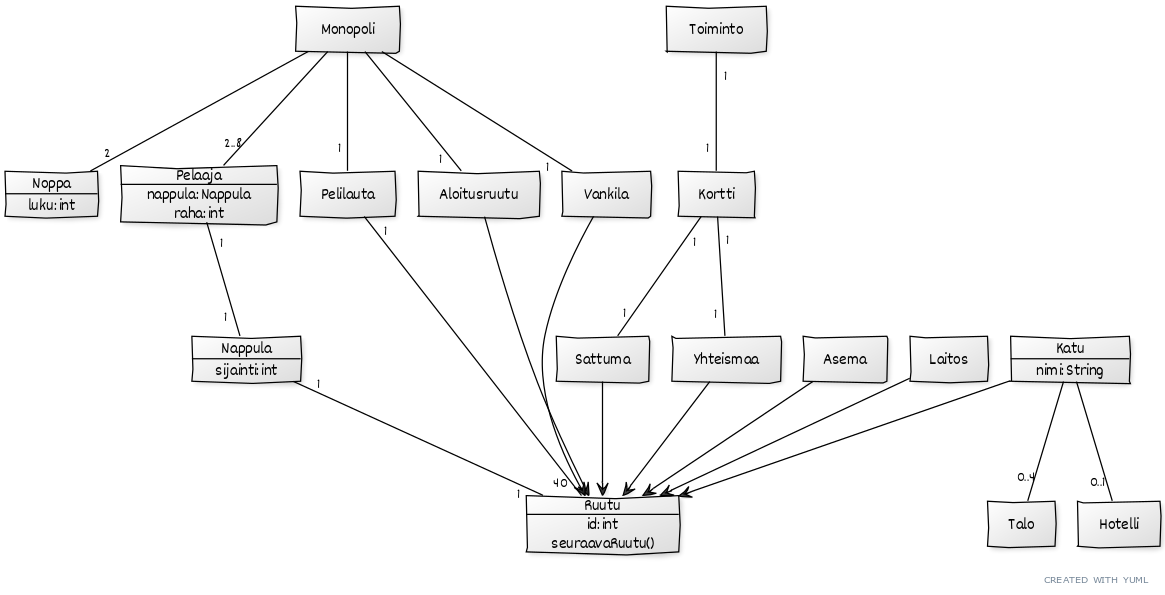 Monopoli
Toiminto
1
2
2..8
1
1
1
1
Noppa
luku: int
Pelaaja
nappula: Nappula
raha: int
Pelilauta
Aloitusruutu
Vankila
Kortti
1
1
1
1
1
1
1
Nappula
sijainti: int
Sattuma
Yhteismaa
Asema
Laitos
Katu
nimi: String
1
1
40
0..4
0..1
Ruutu
id: int
seuraavaRuutu()
Talo
Hotelli
CREATED WITH YUML